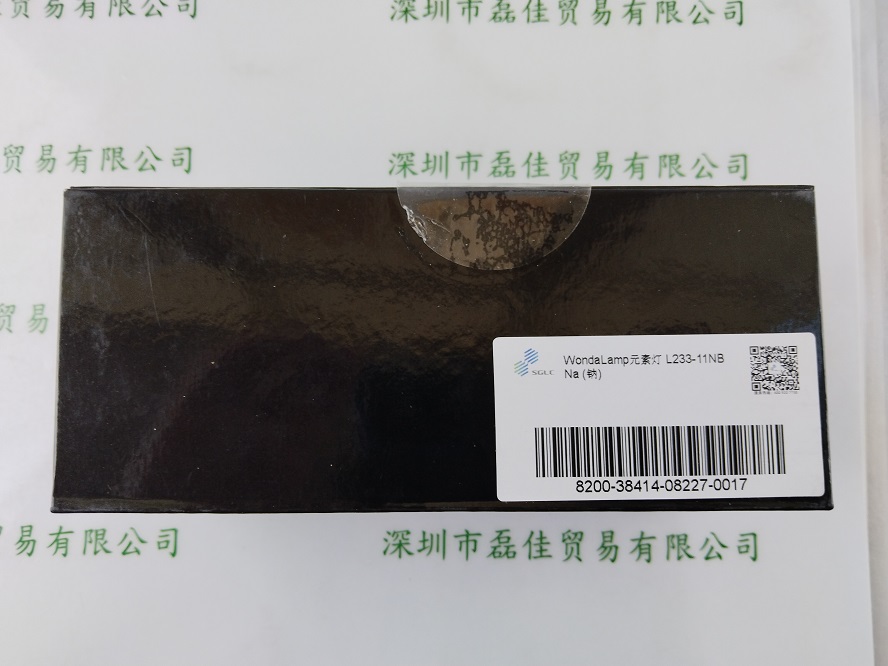 贸易有限公司 深圳市磊佳贸易有限公司
贸易有限公司 深圳市磊佳贸易有限公司
贸易
SGLC
WondaLamp元素灯 L233-11NB
Na (钠)
8200-38414-08227-0017
易有限公司 深圳市磊佳贸易有限公司